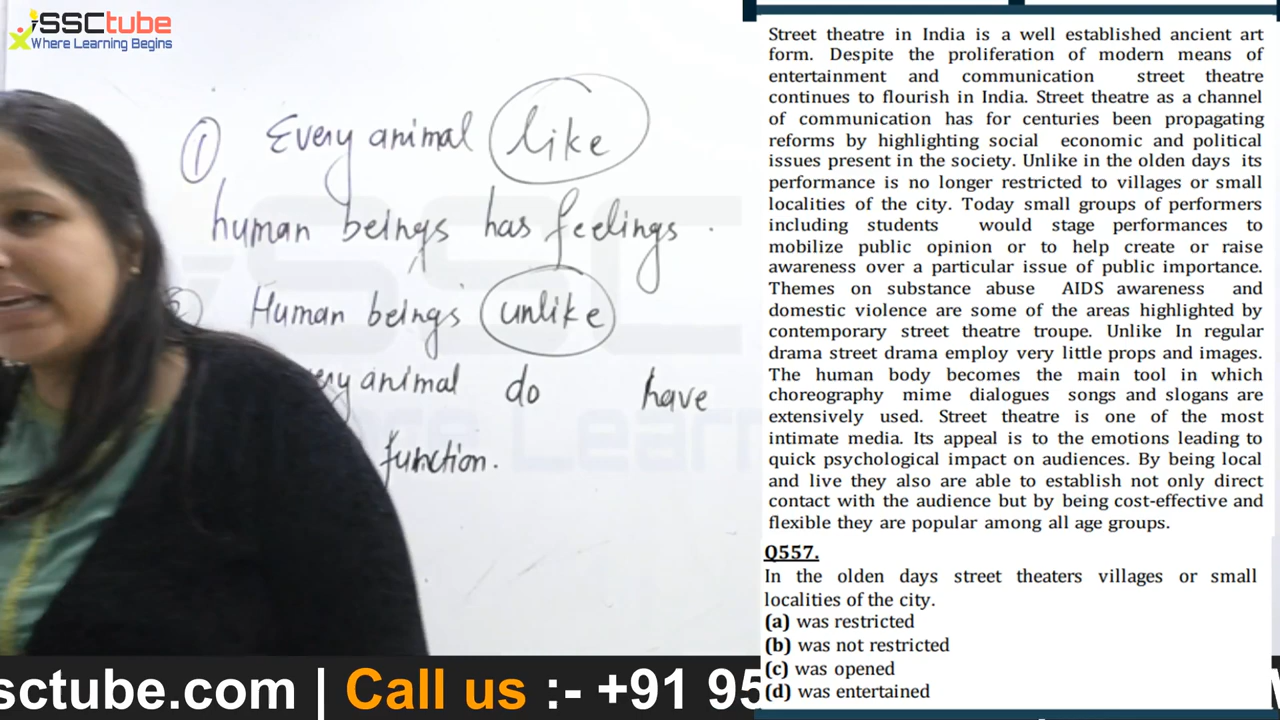 SSCtube
Where Learning Begins
① Every animal like
human beings has feelings.
Human beings unlike
animal do have
function.
Street theatre in India is a well established ancient art
form. Despite the proliferation of modern means of
entertainment and communication street theatre
continues to flourish in India. Street theatre as a channel
of communication has for centuries been propagating
reforms by highlighting social economic and political
issues present in the society. Unlike in the olden days its
performance is no longer restricted to villages or small
localities of the city. Today small groups of performers
including students would stage performances to
mobilize public opinion or to help create or raise
awareness over a particular issue of public importance.
Themes on substance abuse AIDS awareness and
domestic violence are some of the areas highlighted by
contemporary street theatre troupe. Unlike In regular
drama street drama employ very little props and images.
The human body becomes the main tool in which
choreography mime dialogues songs and slogans are
extensively used. Street theatre is one of the most
intimate media. Its appeal is to the emotions leading to
quick psychological impact on audiences. By being local
and live they also are able to establish not only direct
contact with the audience but by being cost-effective and
flexible they are popular among all age groups.
Q557.
In the olden days street theaters villages or small
localities of the city.
(a) was restricted
(b) was not restricted
(c) was opened
(d) was entertained
sctube.com | Call us :- +91 95